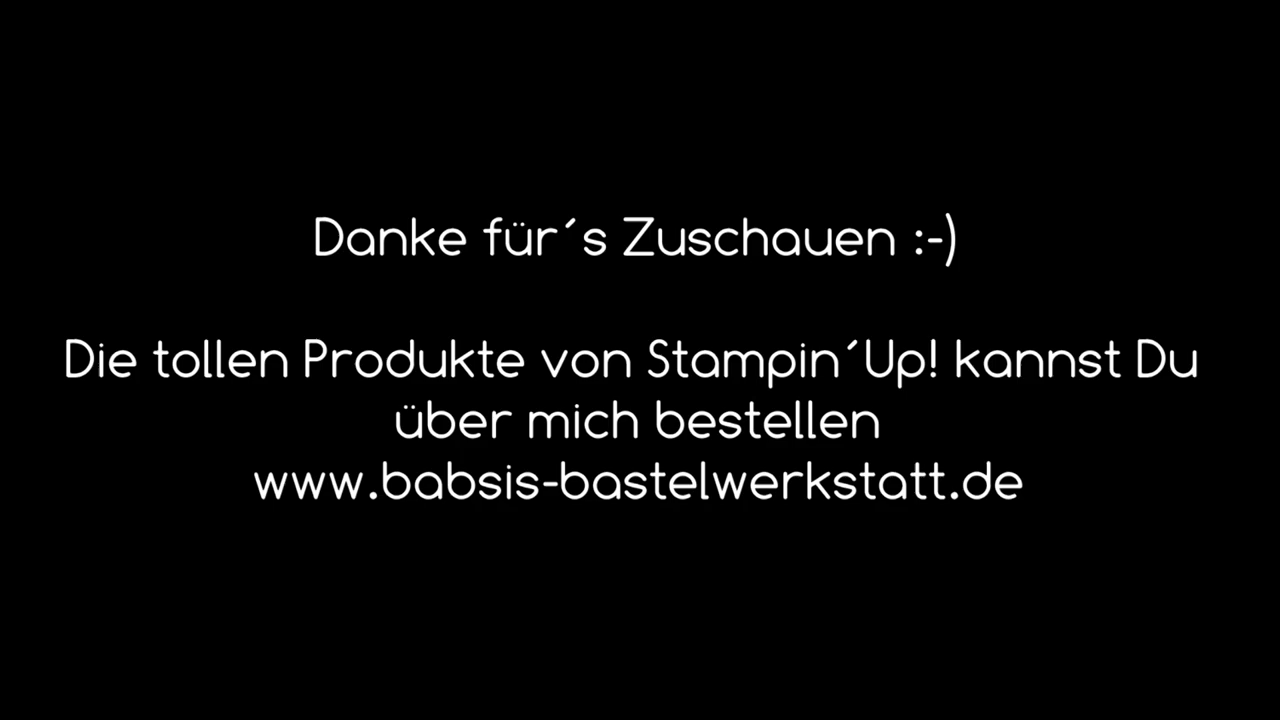 Danke für´s Zuschauen :-)
Die tollen Produkte von Stampin´Up! kannst Du
über mich bestellen
www.babsis-bastelwerkstatt.de